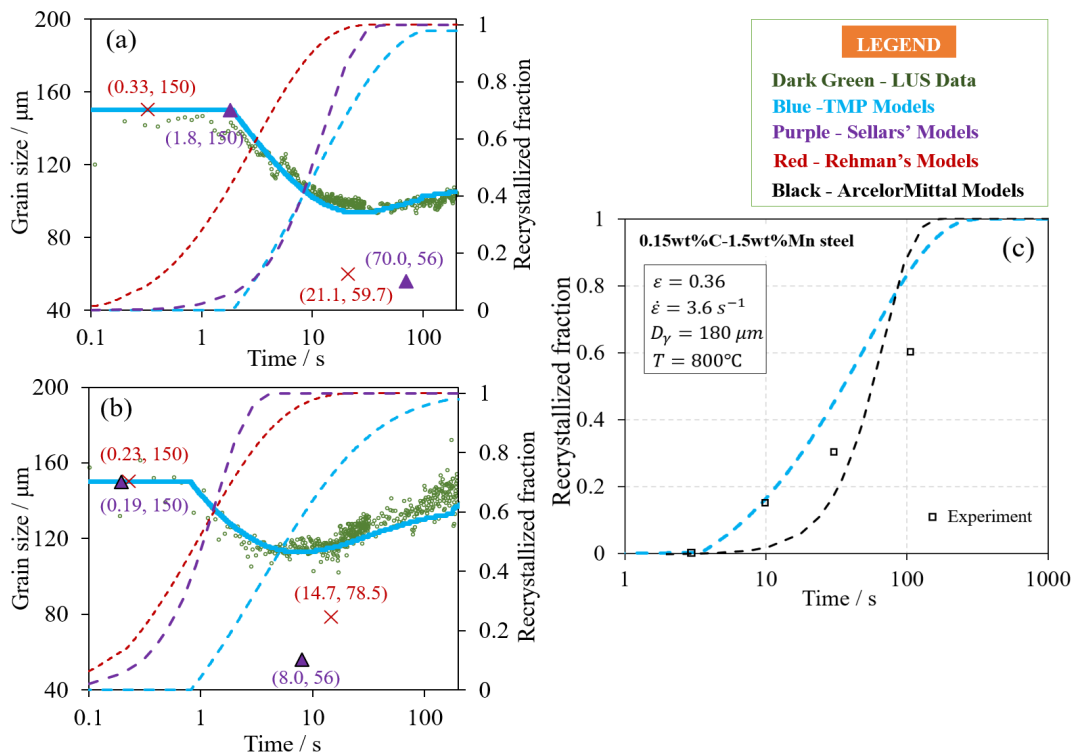 (a)
200
160
120
80
40
Grain size / μm
(0.33, 150)
(1.8, 150)
(70.0, 56)
(21.1, 59.7)
1
0.8
0.6
0.4
0.2
0
Recrystallized fraction
0.1
1
10
100
Time / s
(b)
200
160
120
80
40
Grain size / μm
(0.23, 150)
(0.19, 150)
(14.7, 78.5)
(8.0, 56)
1
0.8
0.6
0.4
0.2
0
Recrystallized fraction
0.1
1
10
100
Time / s
LEGEND
Dark Green - LUS Data
Blue -TMP Models
Purple - Sellars’ Models
Red - Rehman’s Models
Black - ArcelorMittal Models
(c)
0.15wt%C-1.5wt%Mn steel
ε = 0.36
ε̇ = 3.6 s⁻¹
Dγ = 180 μm
T = 800℃
1
0.8
0.6
0.4
0.2
0
Recrystallized fraction
Experiment
1
10
100
1000
Time / s